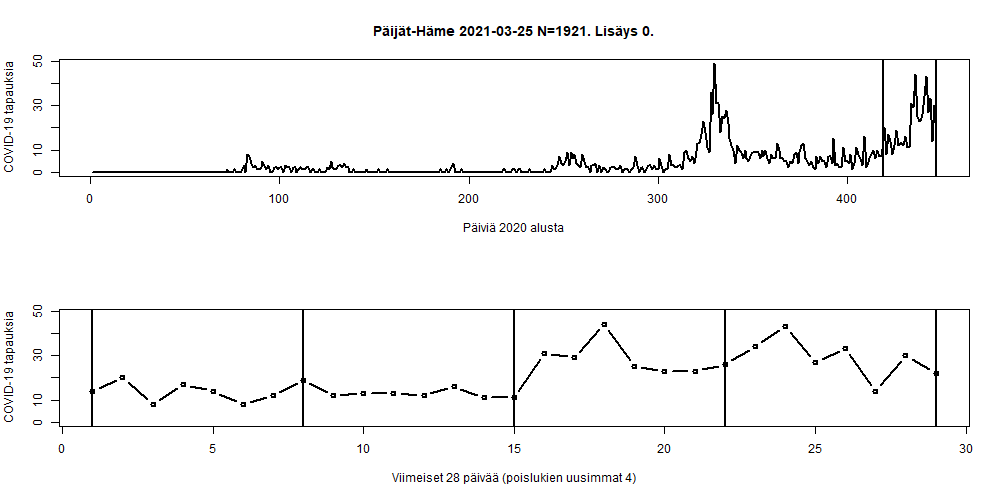 Päijät-Häme 2021-03-25 N=1921. Lisäys 0.
COVID-19 tapauksia
50
30
10
0
0 100 200 300 400
Päiviä 2020 alusta
COVID-19 tapauksia
50
30
10
0
0 5 10 15 20 25 30
Viimeiset 28 päivää (poislukien uusimmat 4)